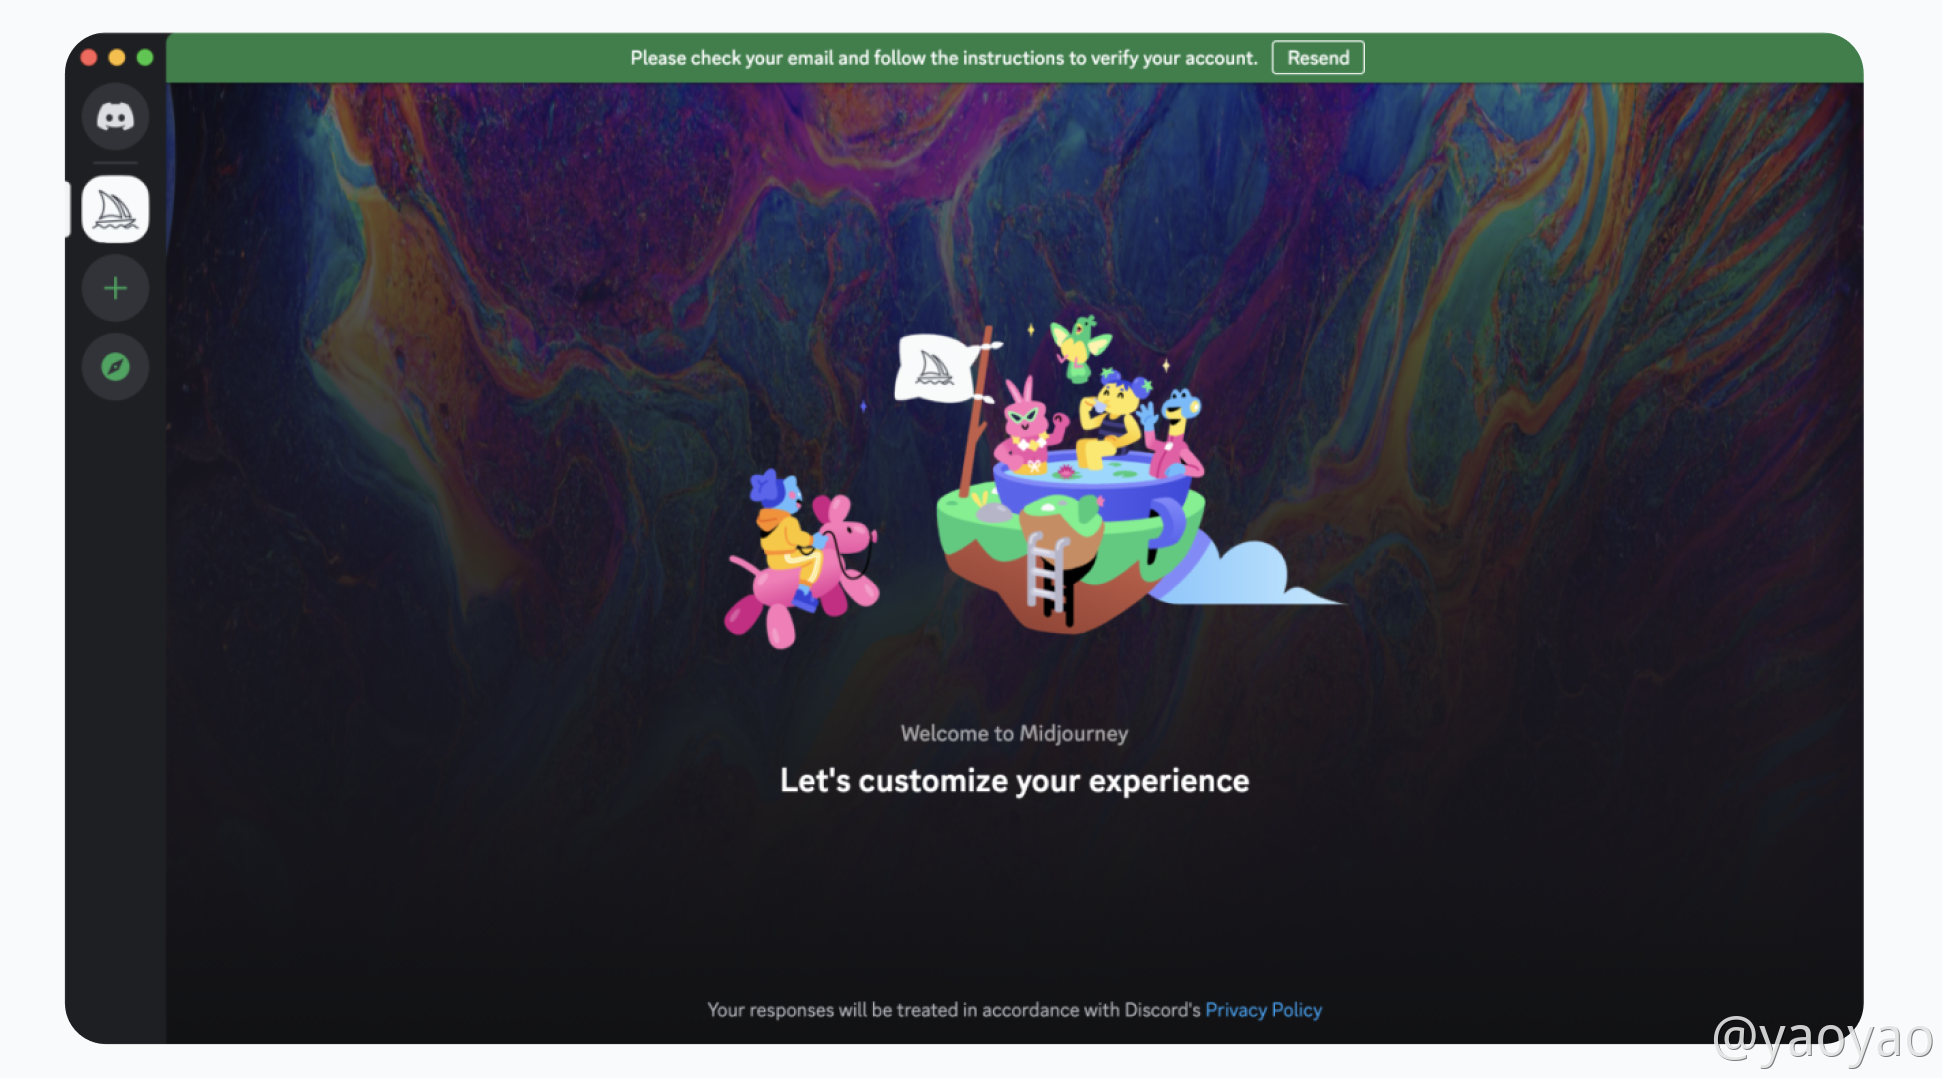 Please check your email and follow the instructions to verify your account. Resend
Welcome to Midjourney
Let's customize your experience
Your responses will be treated in accordance with Discord's Privacy Policy
@yaoyao